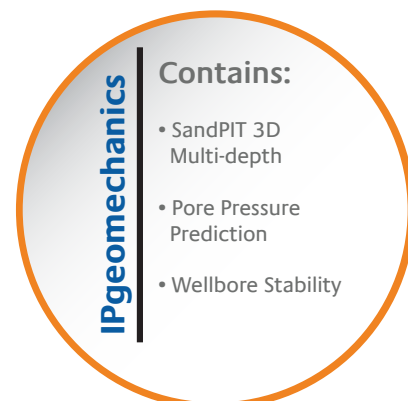 IPgeomechanics
Contains:
• SandPIT 3D
Multi-depth
• Pore Pressure
Prediction
• Wellbore Stability